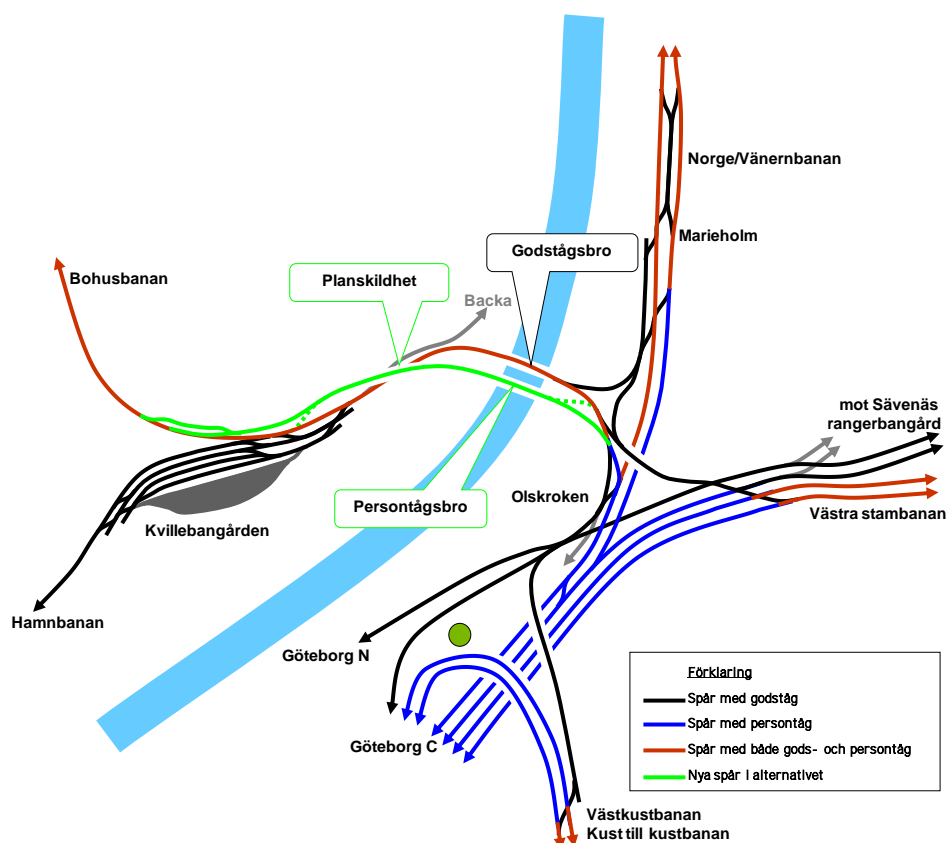 Norge/Vänernbanan
Marieholm
Godstågsbro
Planskildhet
Bohusbanan
Backa
mot Sävenäs
rangerbangård
Olskroken
Västra stambanan
Persontågsbro
Kvillebangården
Hamnbanan
Göteborg N
Göteborg C
Västkustbanan
Kust till kustbanan
Förklaring
Spår med godståg
Spår med persontåg
Spår med både gods- och persontåg
Nya spår i alternativet